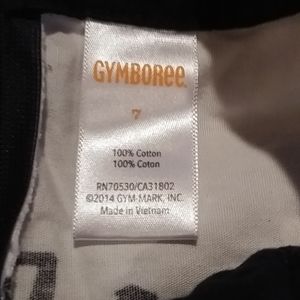 GYMBOREE
7
100% Cotton
100% Coton
RN70530/CA31802
©2014 GYM-MARK, INC.
Made in Vietnam